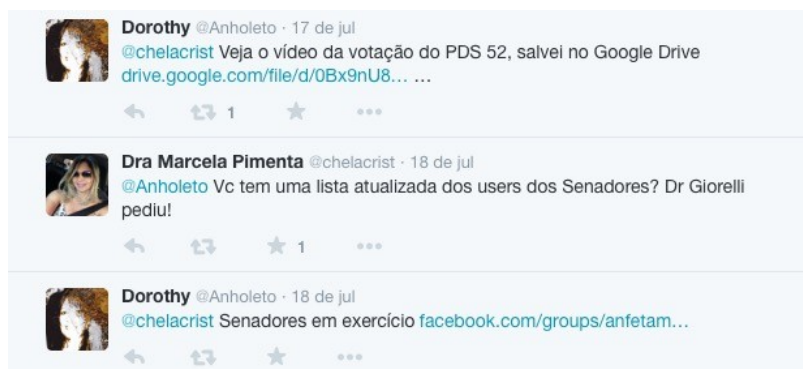 Dorothy @Anholeto · 17 de jul
@chelacrist Veja o vídeo da votação do PDS 52, salvei no Google Drive
drive.google.com/file/d/0Bx9nU8... ...
1
Dra Marcela Pimenta @chelacrist · 18 de jul
@Anholeto Vc tem uma lista atualizada dos users dos Senadores? Dr Giorelli
pediu!
1
Dorothy @Anholeto · 18 de jul
@chelacrist Senadores em exercício facebook.com/groups/anfetam...